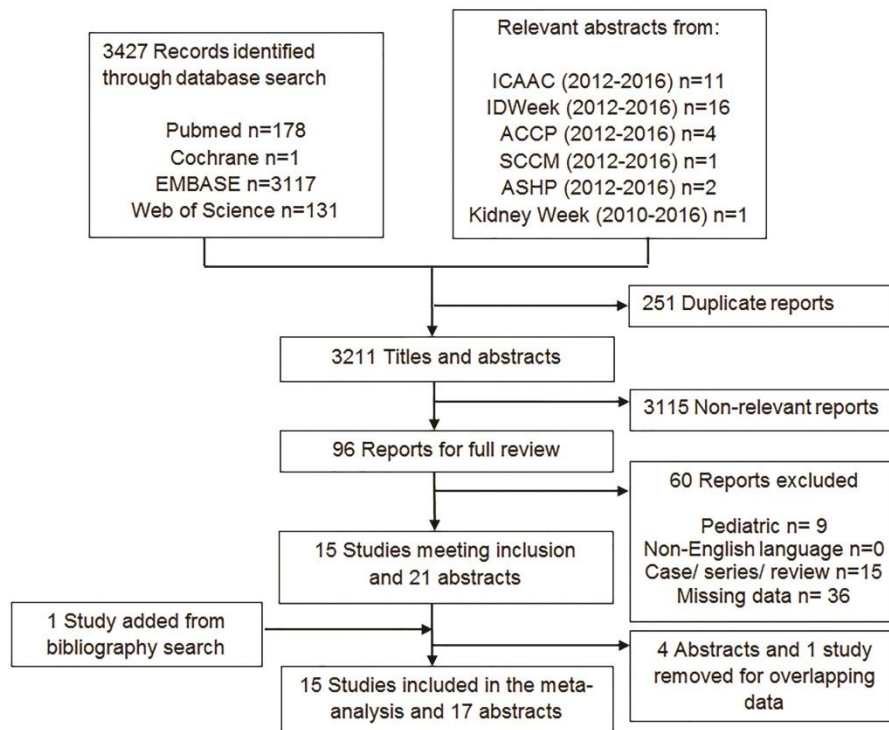 3427 Records identified
through database search
Pubmed n=178
Cochrane n=1
EMBASE n=3117
Web of Science n=131
Relevant abstracts from:
ICAAC (2012-2016) n=11
IDWeek (2012-2016) n=16
ACCP (2012-2016) n=4
SCCM (2012-2016) n=1
ASHP (2012-2016) n=2
Kidney Week (2010-2016) n=1
251 Duplicate reports
3211 Titles and abstracts
3115 Non-relevant reports
96 Reports for full review
60 Reports excluded
Pediatric n= 9
Non-English language n=0
Case/ series/ review n=15
Missing data n= 36
15 Studies meeting inclusion
and 21 abstracts
1 Study added from
bibliography search
4 Abstracts and 1 study
removed for overlapping
data
15 Studies included in the meta-
analysis and 17 abstracts